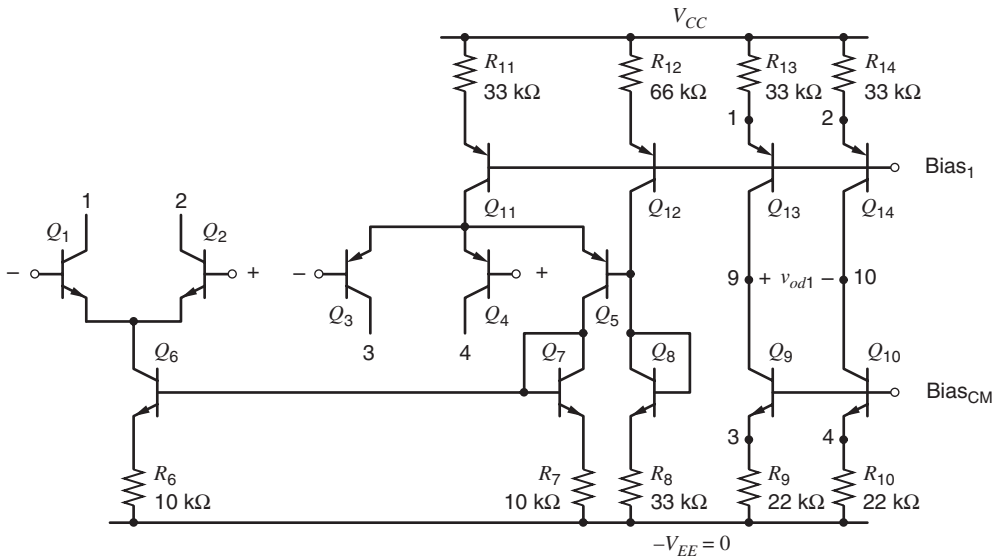 V_CC
R_11
33 kΩ
R_12
66 kΩ
R_13
33 kΩ
R_14
33 kΩ
1
2
Bias_1
Q_11
Q_12
Q_13
Q_14
1
2
Q_1
Q_2
−
+
−
+
Q_3
Q_4
Q_5
3
4
9 + v_od1 − 10
Q_6
Q_7
Q_8
Q_9
Q_10
Bias_CM
3
4
R_6
10 kΩ
R_7
10 kΩ
R_8
33 kΩ
R_9
22 kΩ
R_10
22 kΩ
−V_EE = 0